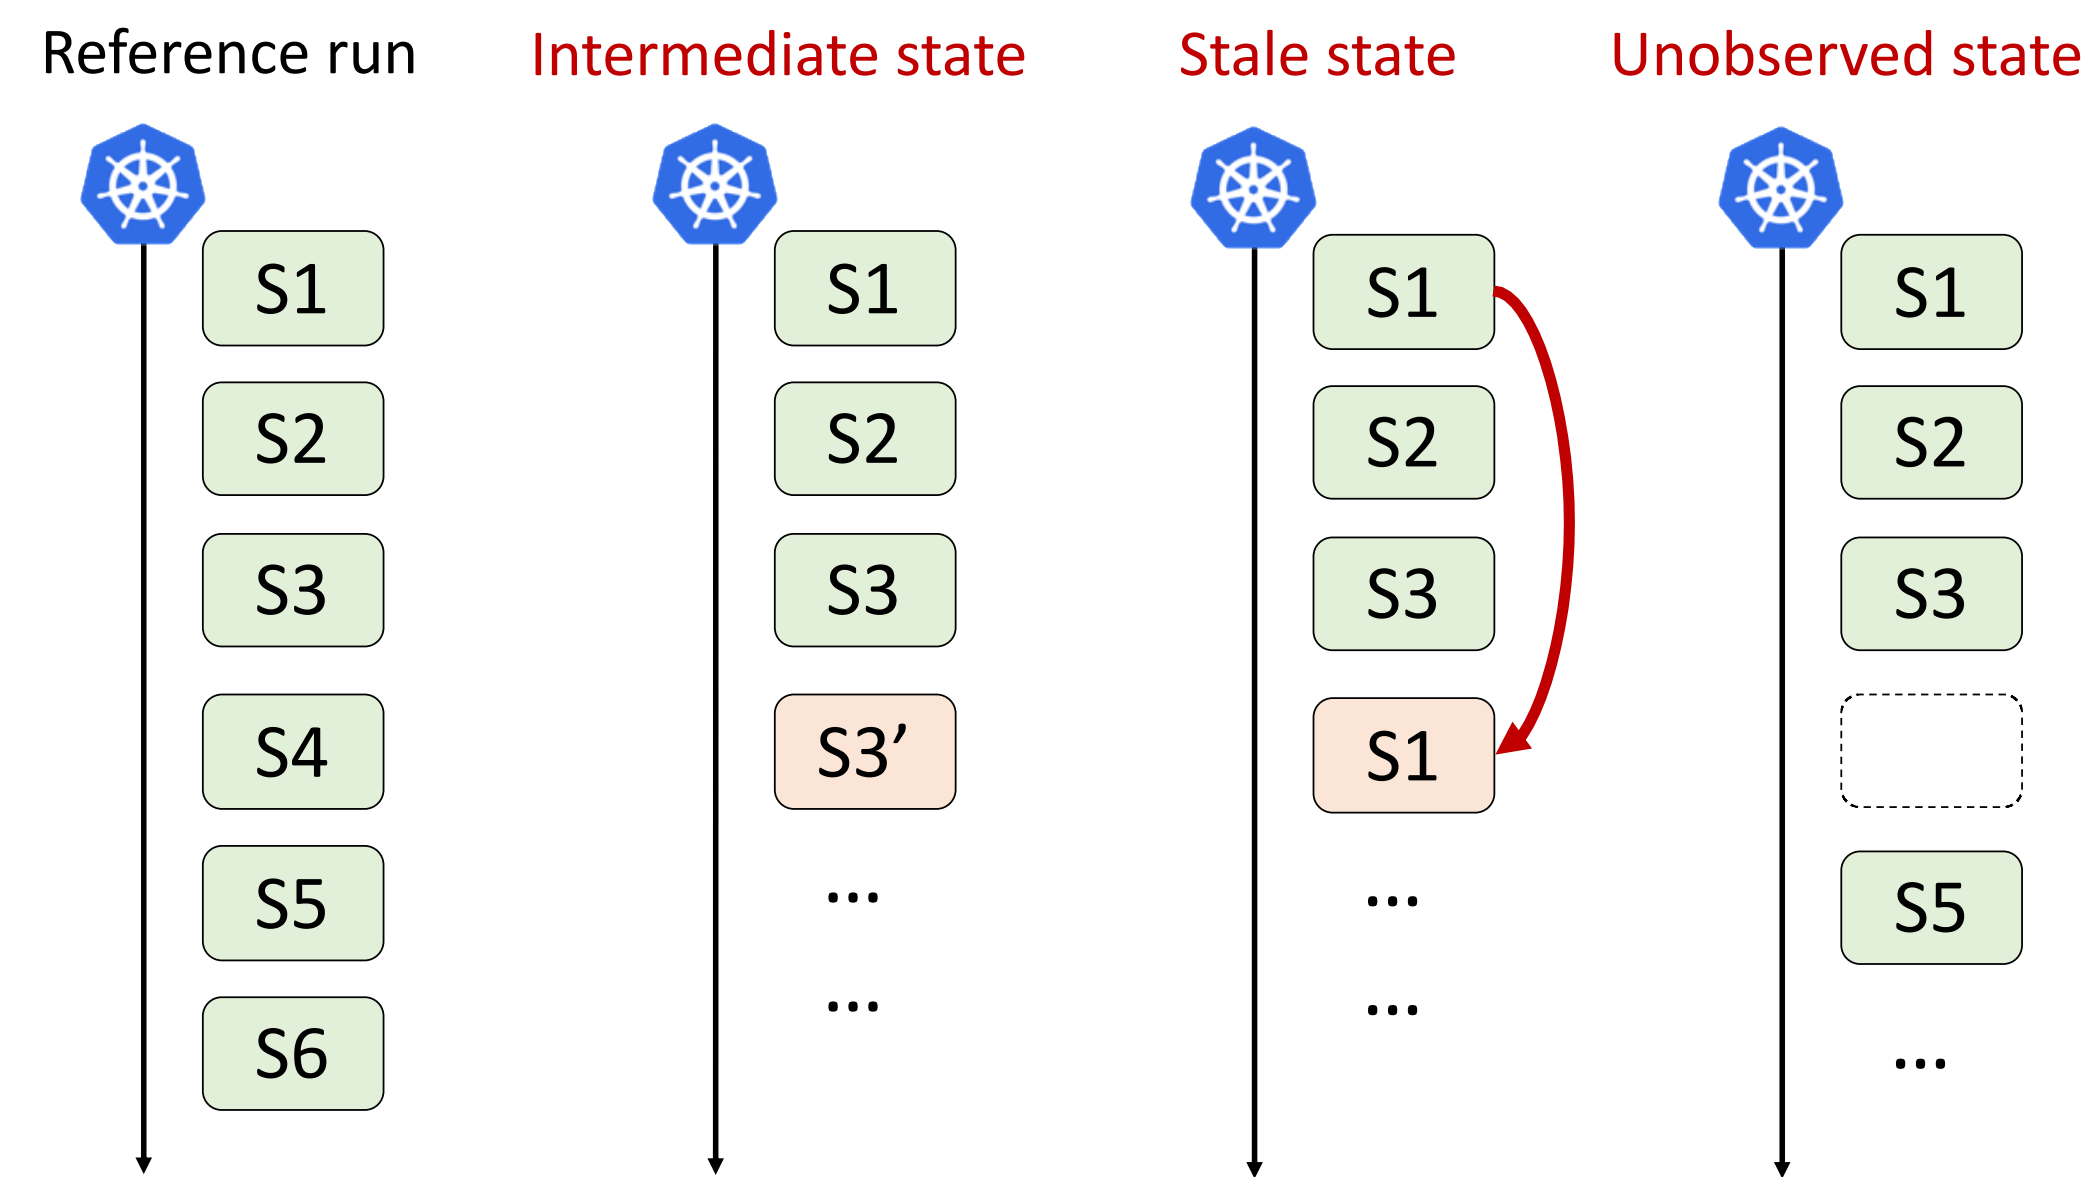 Reference run
S1
S2
S3
S4
S5
S6
Intermediate state
S1
S2
S3
S3’
...
...
Stale state
S1
S2
S3
S1
...
...
Unobserved state
S1
S2
S3
S5
...